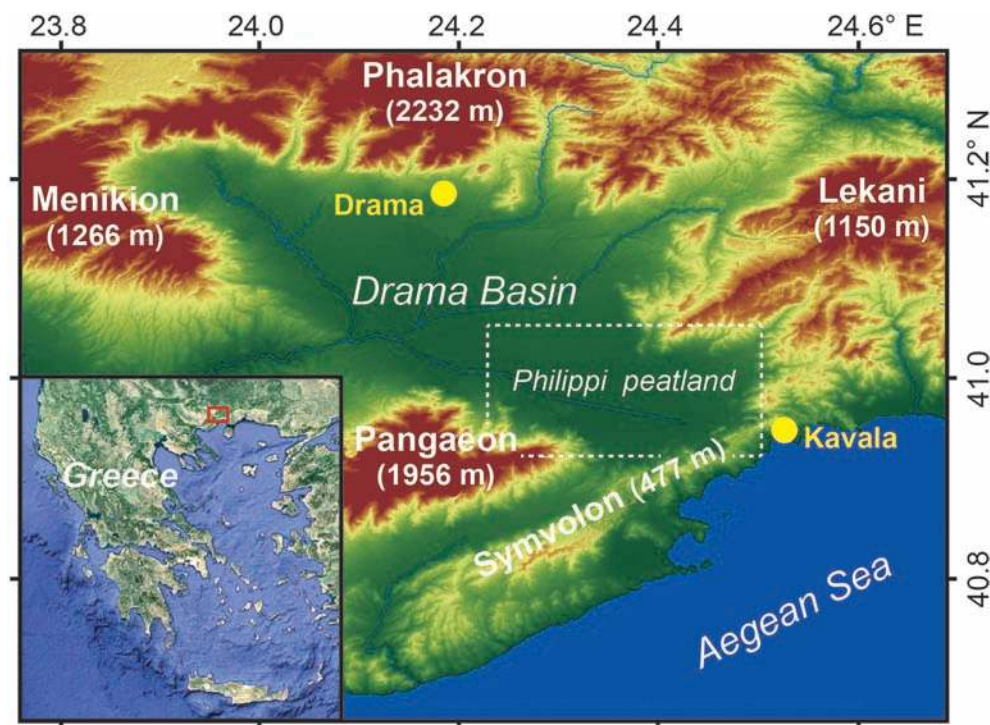 23.8 24.0 24.2 24.4 24.6° E
Phalakron
(2232 m)
41.2° N
Menikion
(1266 m)
Drama
Lekani
(1150 m)
Drama Basin
Philippi peatland
41.0
Pangaeon
(1956 m)
Kavala
Greece
Symvolon (477 m)
40.8
Aegean Sea